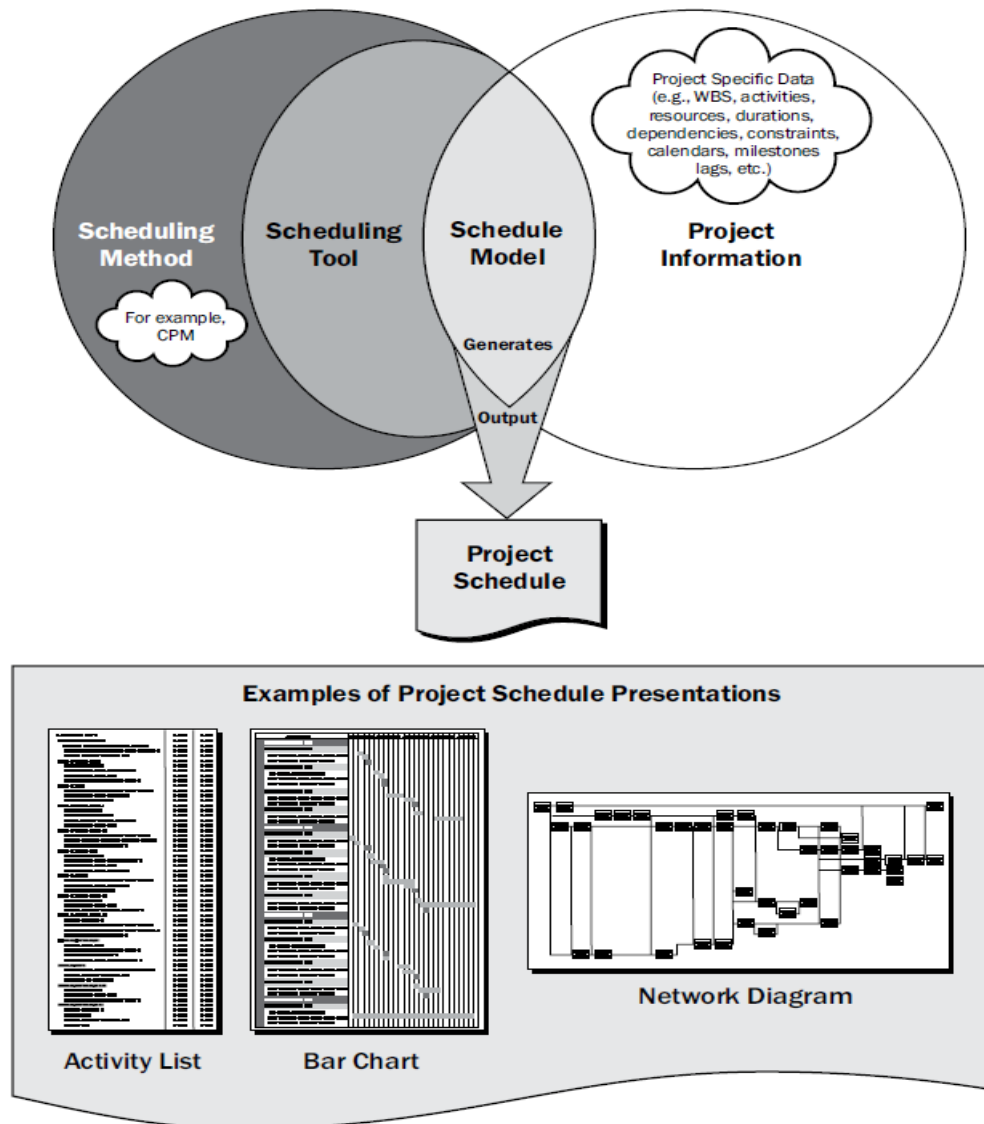 Project Specific Data
(e.g., WBS, activities,
resources, durations,
dependencies, constraints,
calendars, milestones
lags, etc.)
Scheduling
Method
Scheduling
Tool
Schedule
Model
Project
Information
For example,
CPM
Generates
Output
Project
Schedule
Examples of Project Schedule Presentations
Activity List
Bar Chart
Network Diagram